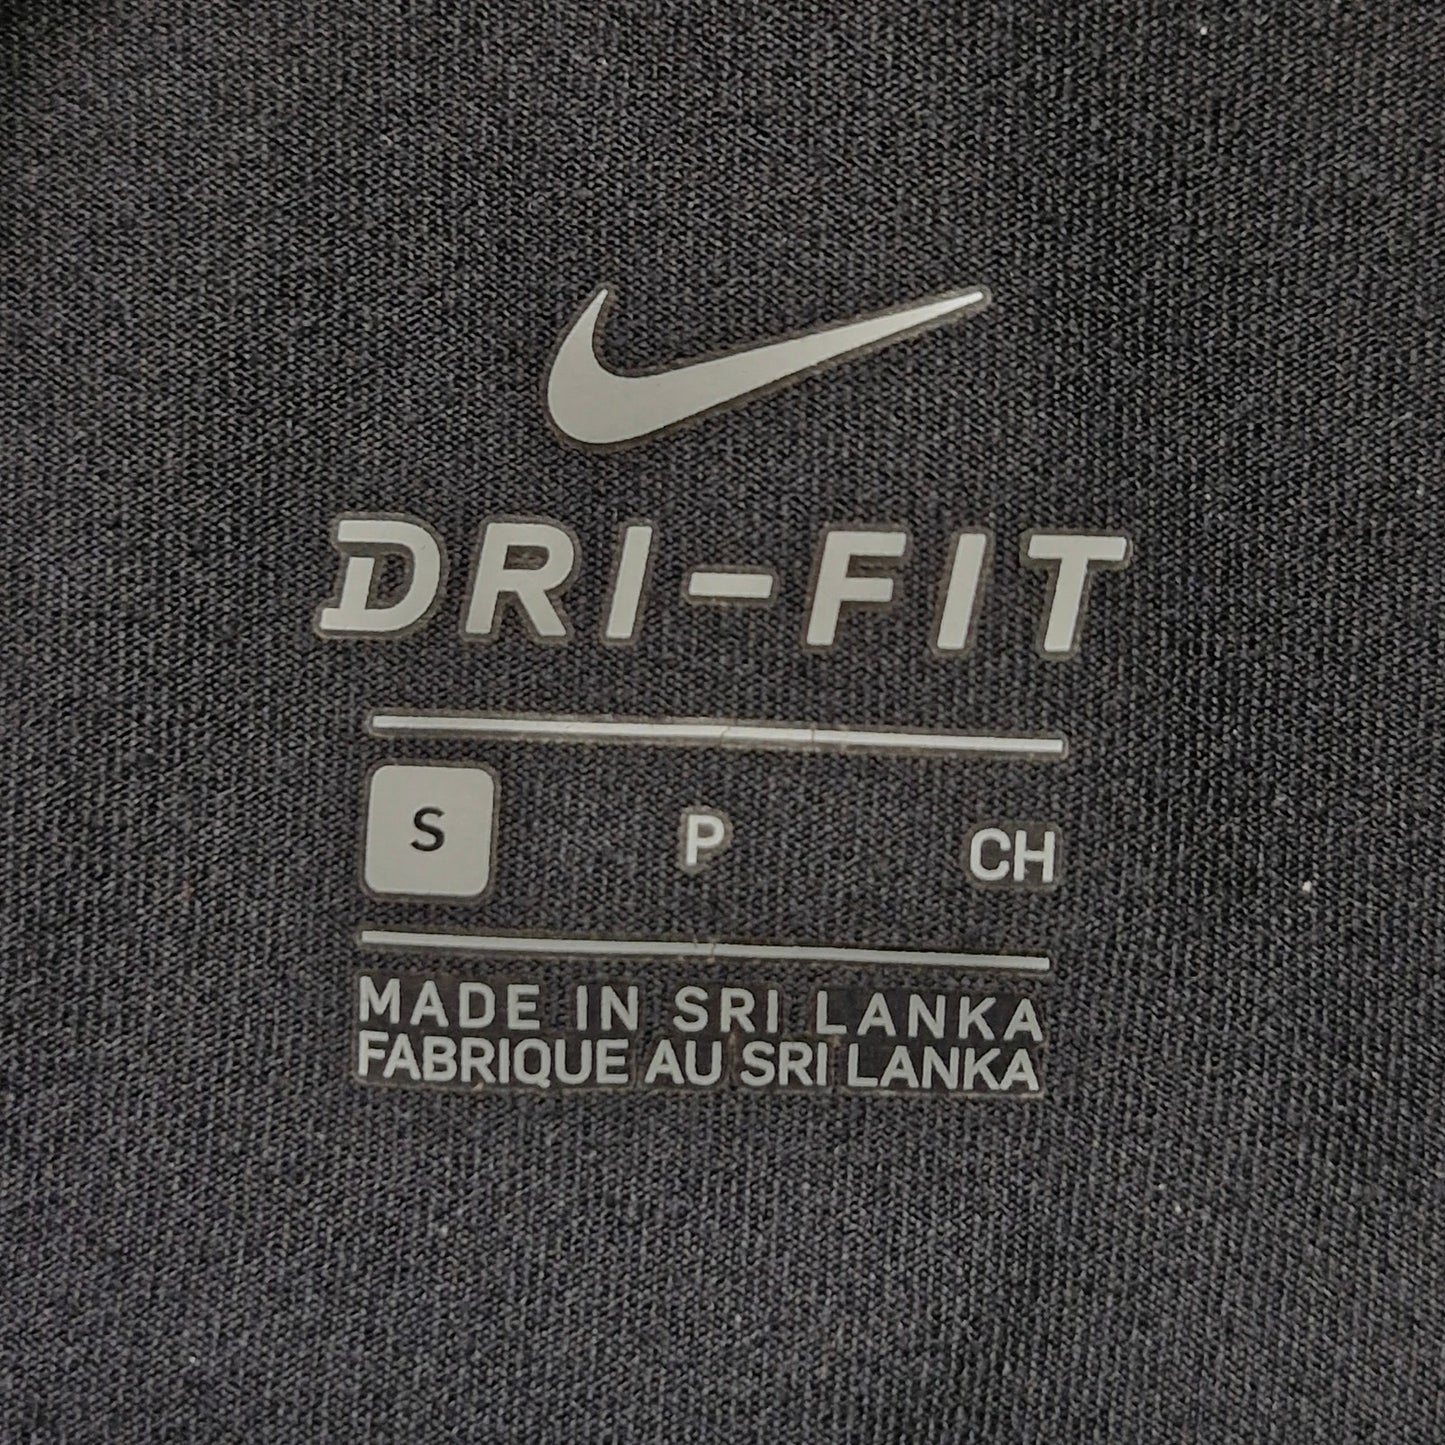 DRI-FIT
S P CH
MADE IN SRI LANKA
FABRIQUE AU SRI LANKA